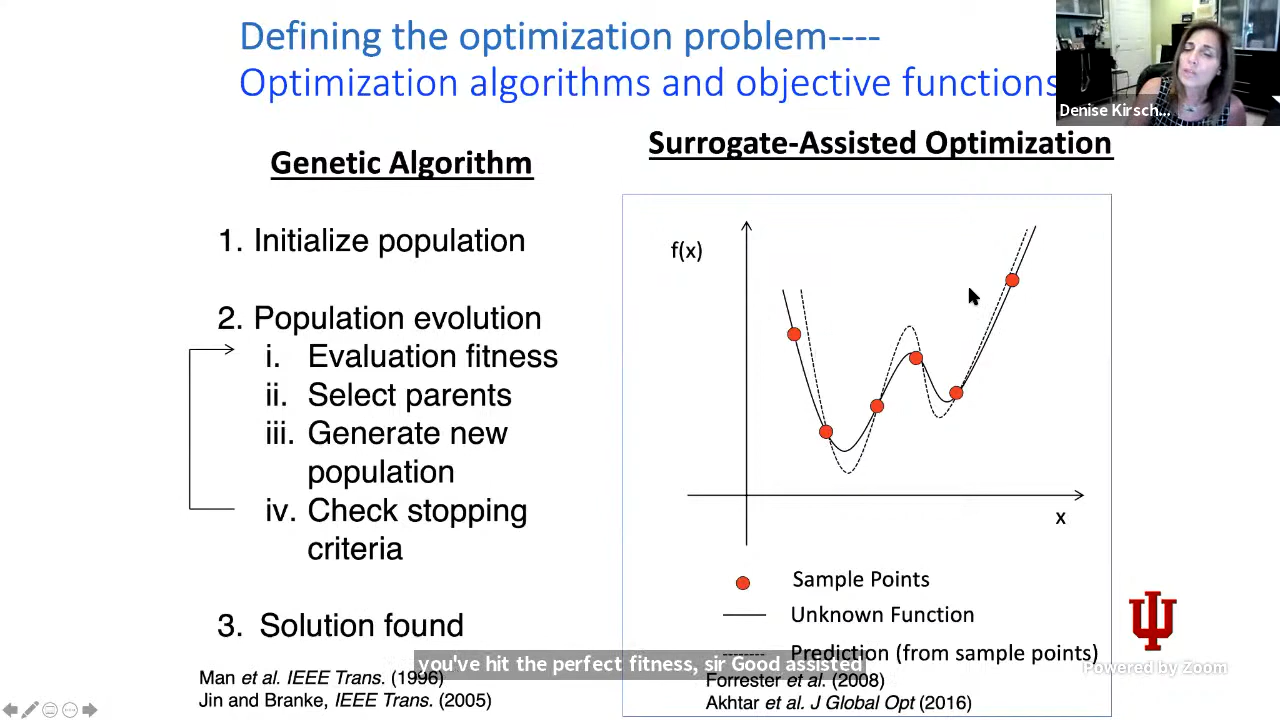 Defining the optimization problem----
Optimization algorithms and objective functions
Denise Kirsch...
Genetic Algorithm
1. Initialize population
2. Population evolution
i. Evaluation fitness
ii. Select parents
iii. Generate new
population
iv. Check stopping
criteria
3. Solution found
Man et al. IEEE Trans. (1996)
Jin and Branke, IEEE Trans. (2005)
Surrogate-Assisted Optimization
f(x)
x
Sample Points
Unknown Function
Prediction (from sample points)
Forrester et al. (2008)
Akhtar et al. J Global Opt (2016)
you've hit the perfect fitness, sir Good assisted
Powered by Zoom